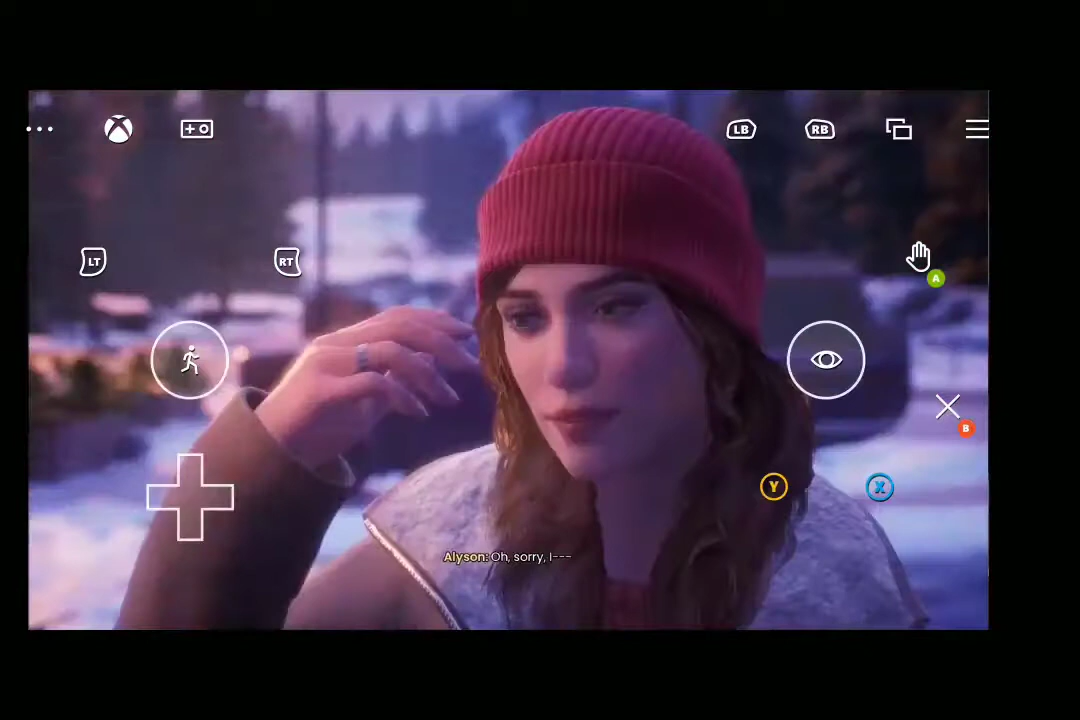 LB
RB
LT
RT
A
B
Y
X
Alyson: Oh, sorry, I---